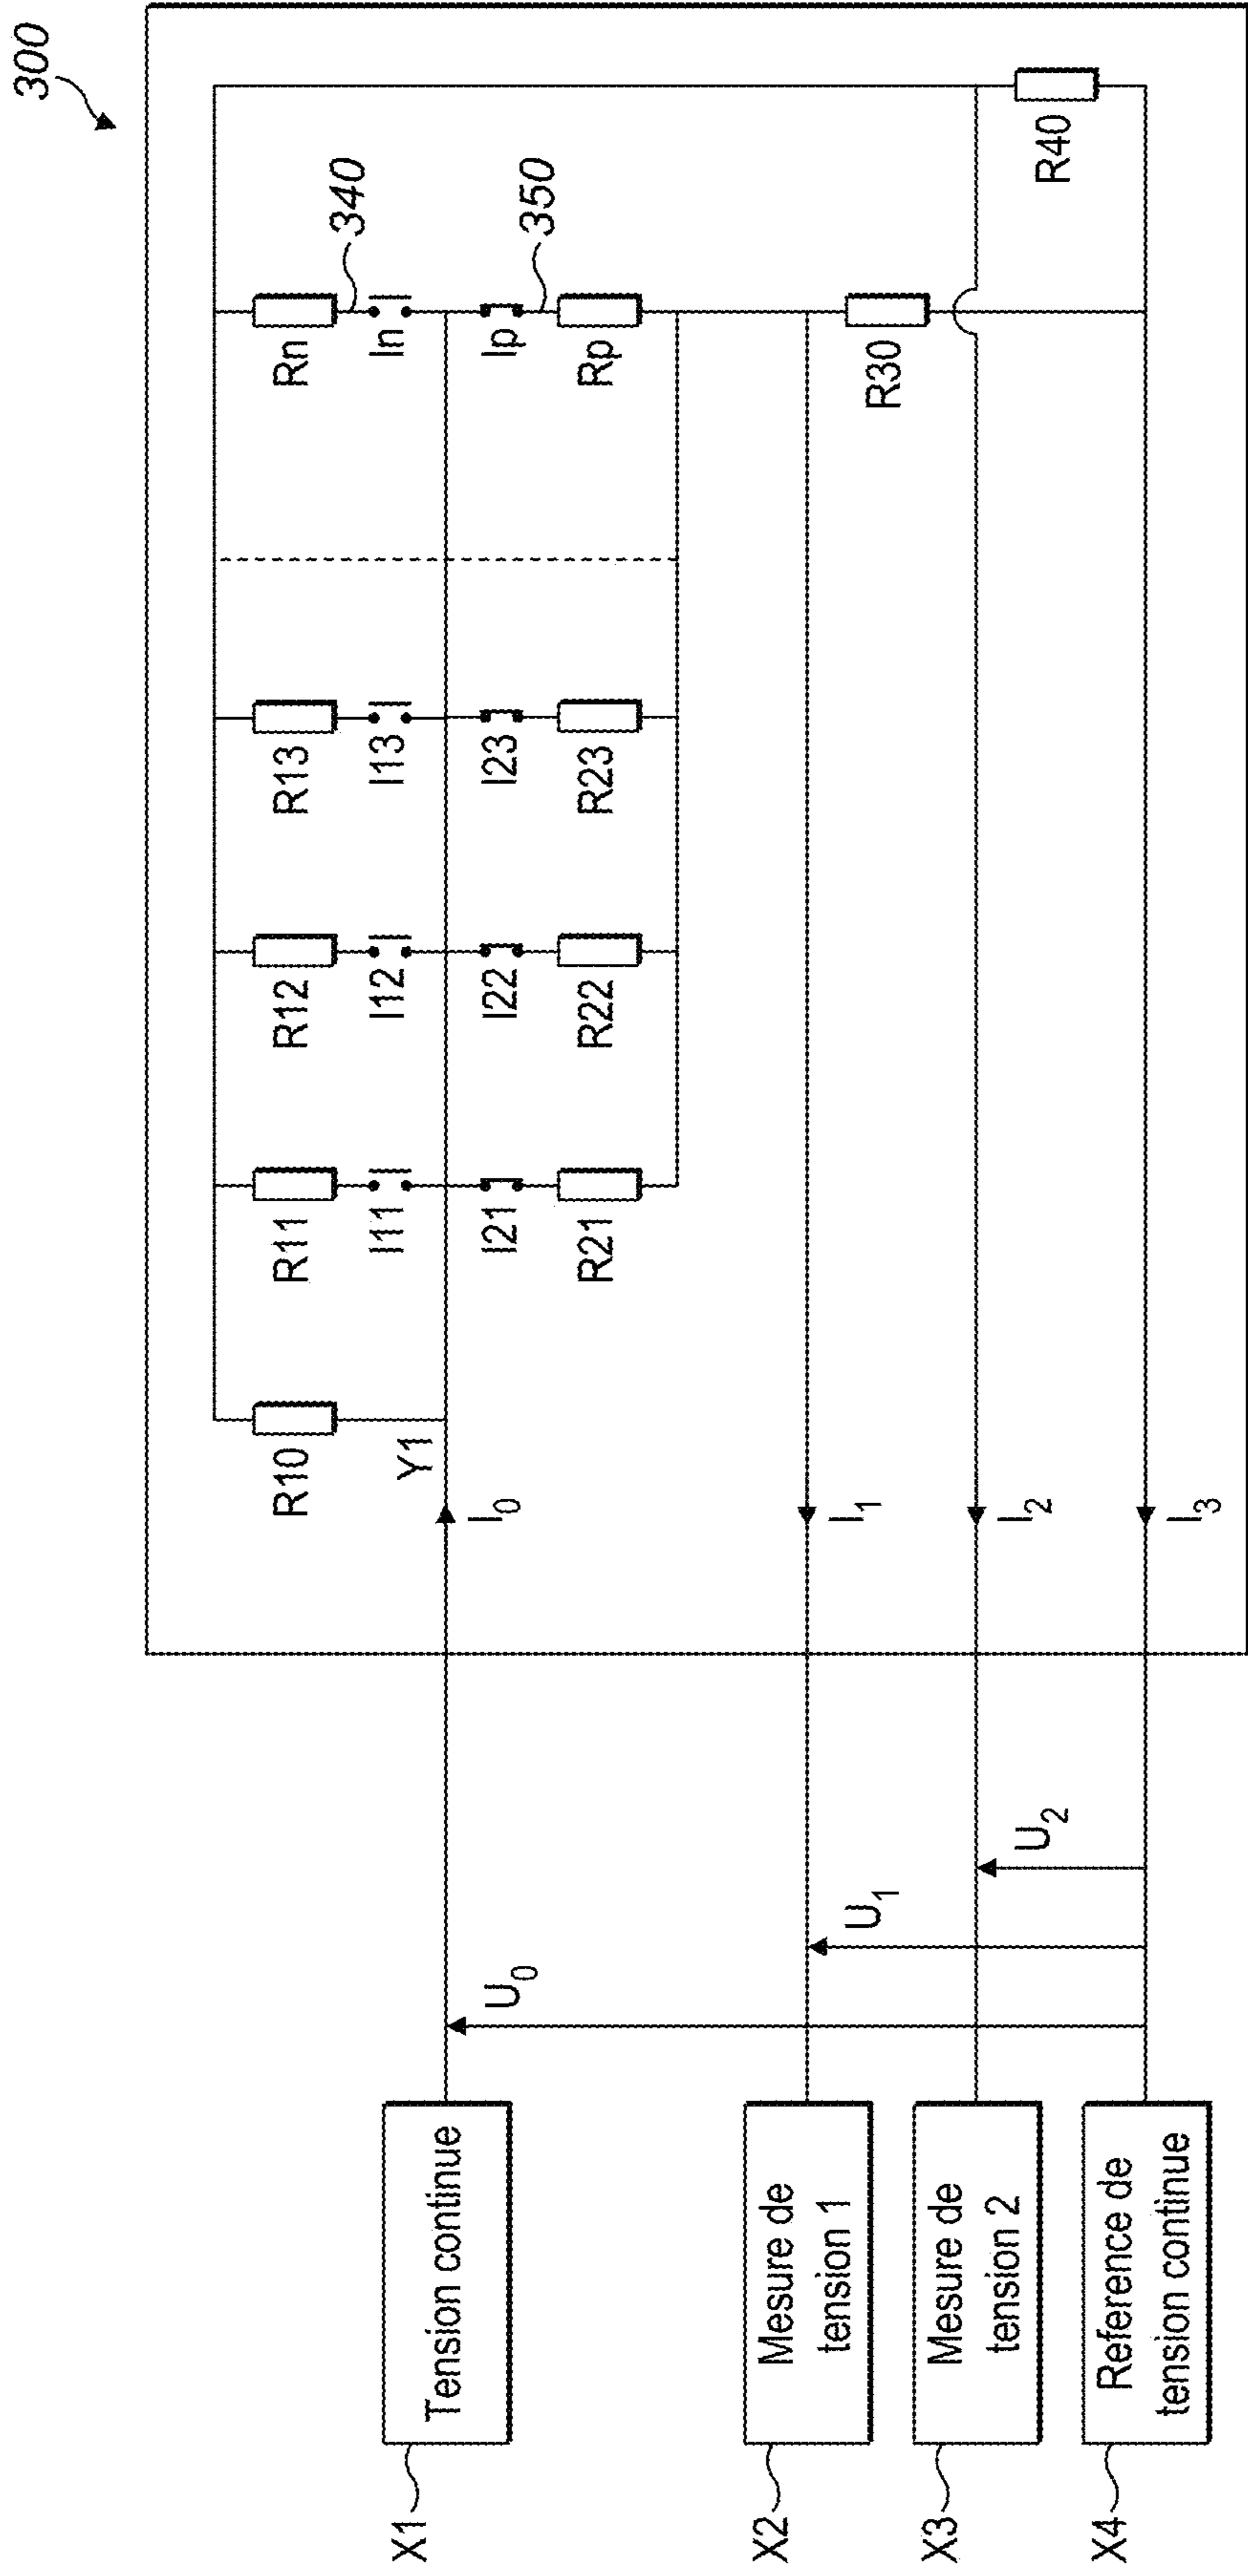 300
R10
R11
R12
R13
Rn
340
Y1
I11
I12
I13
In
I21
I22
I23
Ip
350
R21
R22
R23
Rp
X1
Tension continue
U0
I0
X2
Mesure de
tension 1
U1
I1
R30
X3
Mesure de
tension 2
U2
I2
R40
X4
Reference de
tension continue
I3